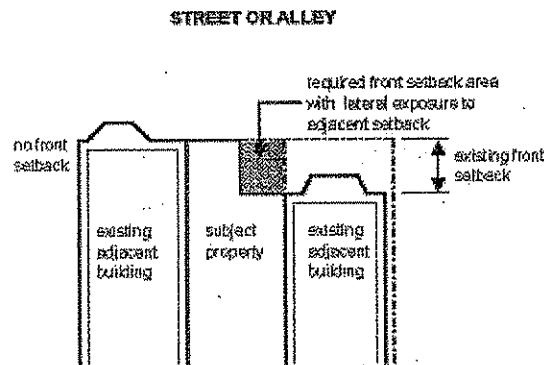 STREET OR ALLEY
required front setback area
with lateral exposure to
adjacent setback
no front
setback
existing front
setback
existing
adjacent
building
subject
property
existing
adjacent
building